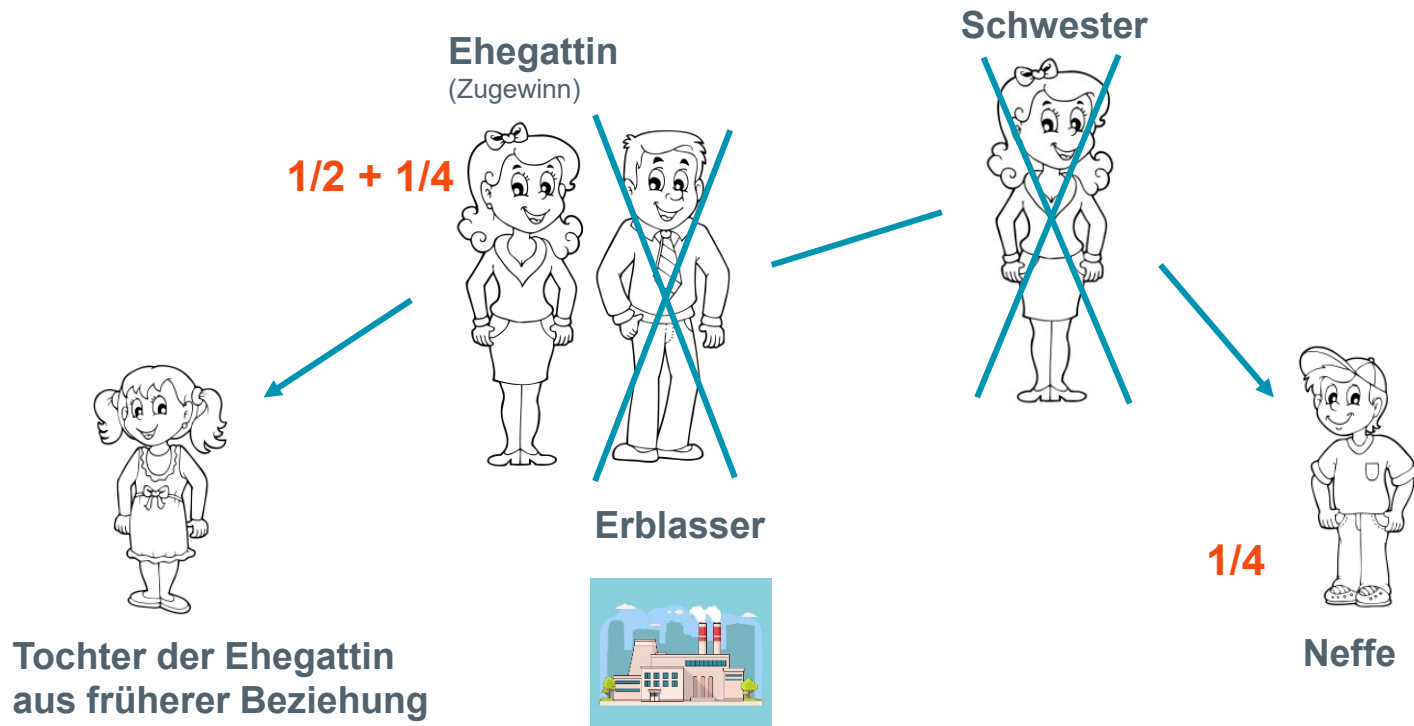 Schwester
Ehegattin
(Zugewinn)
1/2 + 1/4
Erblasser
1/4
Tochter der Ehegattin
aus früherer Beziehung
Neffe